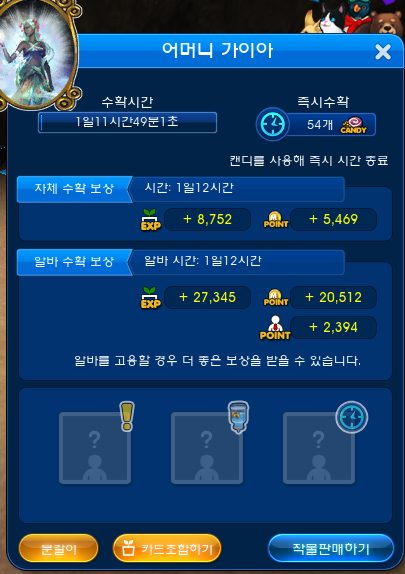 어머니 가이아
수확시간
즉시수확
1일11시간49분1초
54개 CANDY
캔디를 사용해 즉시 시간 종료
자체 수확 보상
시간: 1일12시간
EXP + 8,752
POINT + 5,469
알바 수확 보상
알바 시간: 1일12시간
EXP + 27,345
POINT + 20,512
POINT + 2,394
알바를 고용할 경우 더 좋은 보상을 받을 수 있습니다.
? ? ?
분갈이
카드조합하기
작물판매하기